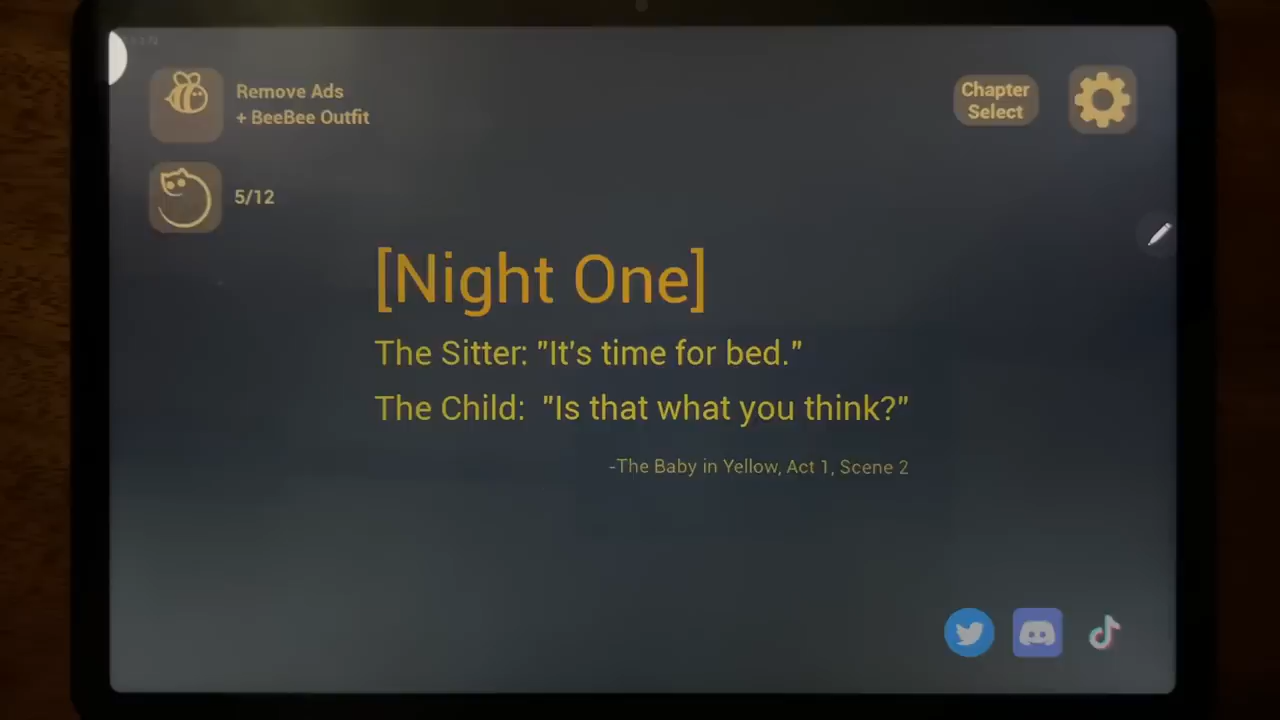 Remove Ads
+ BeeBee Outfit
Chapter
Select
5/12
[Night One]
The Sitter: "It's time for bed."
The Child:  "Is that what you think?"
-The Baby in Yellow, Act 1, Scene 2